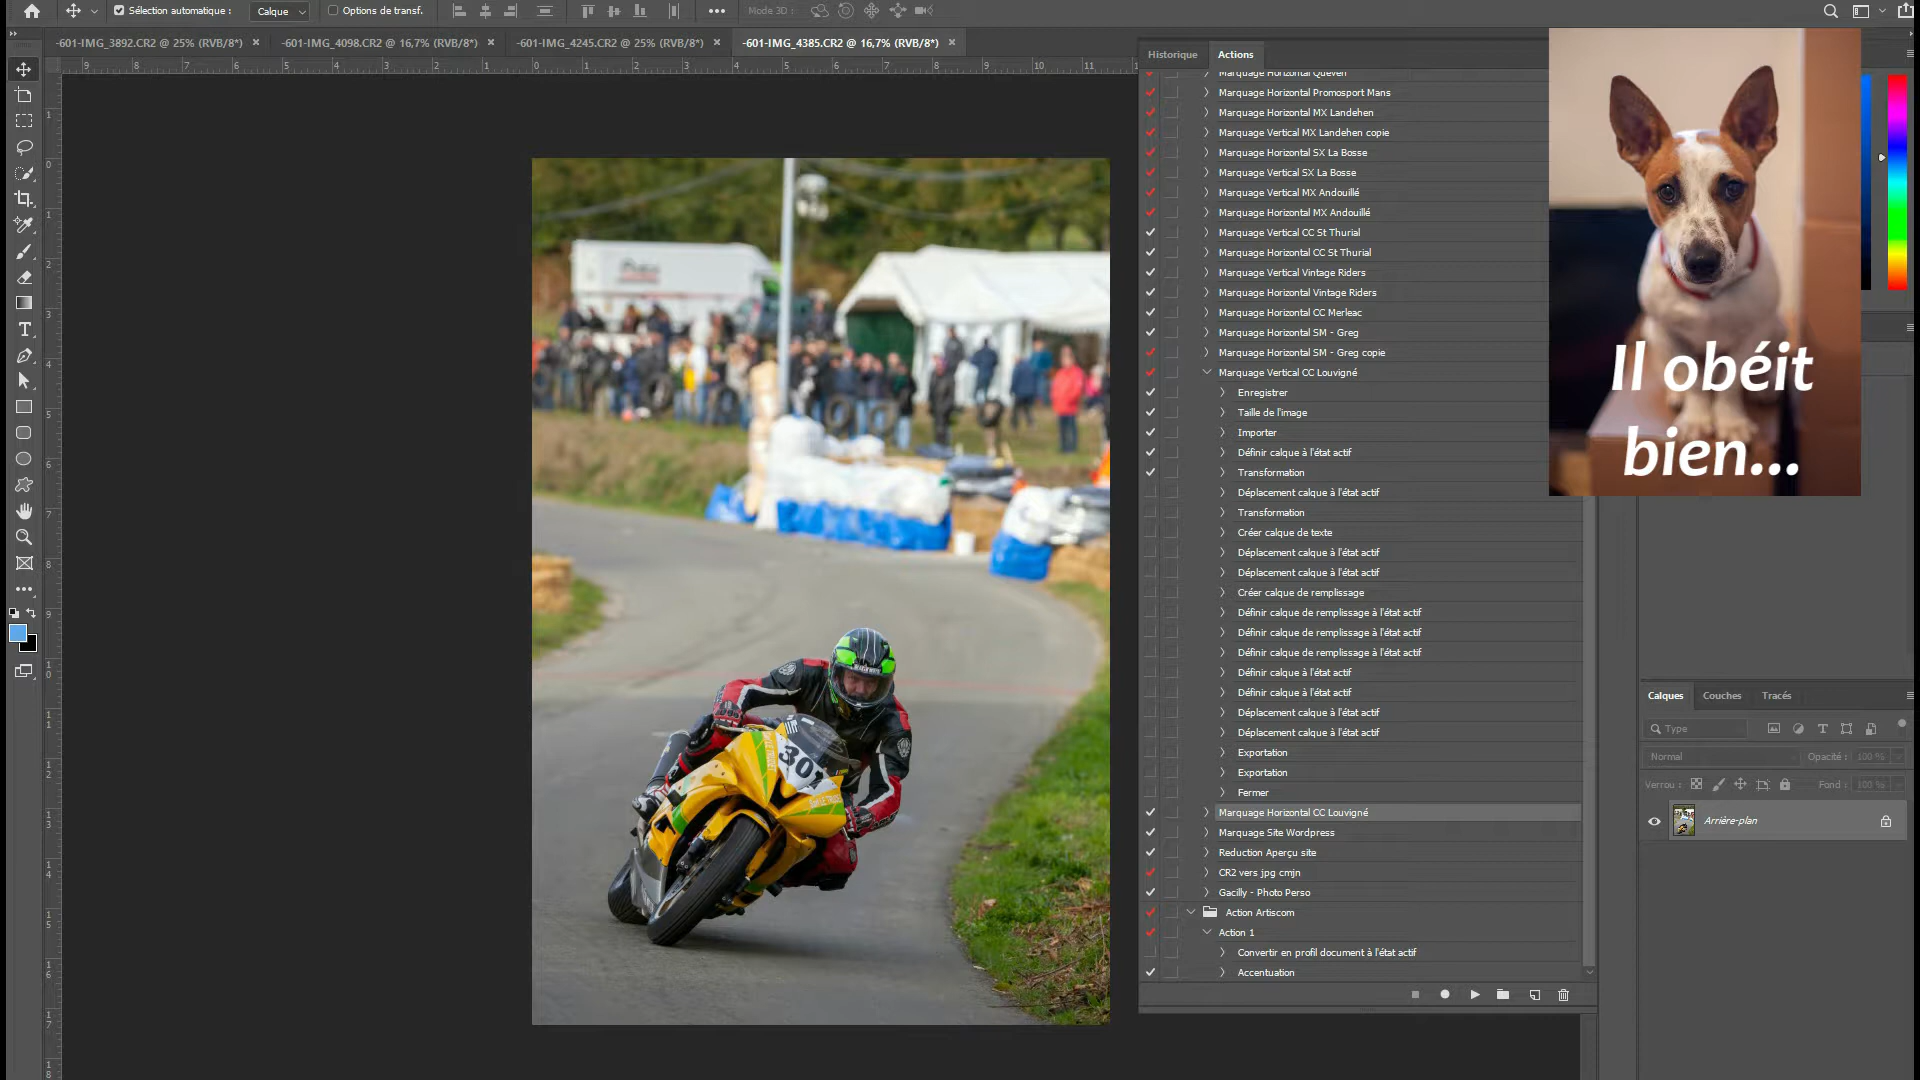 Sélection automatique :
Calque
Options de transf.
Mode 3D :
-601-IMG_3892.CR2 @ 25% (RVB/8*)
-601-IMG_4098.CR2 @ 16,7% (RVB/8*)
-601-IMG_4245.CR2 @ 25% (RVB/8*)
-601-IMG_4385.CR2 @ 16,7% (RVB/8*)
Historique
Actions
Marquage Horizontal Queven
Marquage Horizontal Promosport Mans
Marquage Horizontal MX Landehen
Marquage Vertical MX Landehen copie
Marquage Horizontal SX La Bosse
Marquage Vertical SX La Bosse
Marquage Vertical MX Andouillé
Marquage Horizontal MX Andouillé
Marquage Vertical CC St Thurial
Marquage Horizontal CC St Thurial
Marquage Vertical Vintage Riders
Marquage Horizontal Vintage Riders
Marquage Horizontal CC Merleac
Marquage Horizontal SM - Greg
Marquage Horizontal SM - Greg copie
Marquage Vertical CC Louvigné
Enregistrer
Taille de l'image
Importer
Définir calque à l'état actif
Transformation
Déplacement calque à l'état actif
Transformation
Créer calque de texte
Déplacement calque à l'état actif
Déplacement calque à l'état actif
Créer calque de remplissage
Définir calque de remplissage à l'état actif
Définir calque de remplissage à l'état actif
Définir calque de remplissage à l'état actif
Définir calque à l'état actif
Définir calque à l'état actif
Déplacement calque à l'état actif
Déplacement calque à l'état actif
Exportation
Exportation
Fermer
Marquage Horizontal CC Louvigné
Marquage Site Wordpress
Reduction Aperçu site
CR2 vers jpg cmjn
Gacilly - Photo Perso
Action Artiscom
Action 1
Convertir en profil document à l'état actif
Accentuation
Il obéit
bien...
Calques
Couches
Tracés
Type
Normal
Opacité : 100 %
Verrou :
Fond : 100 %
Arrière-plan
30